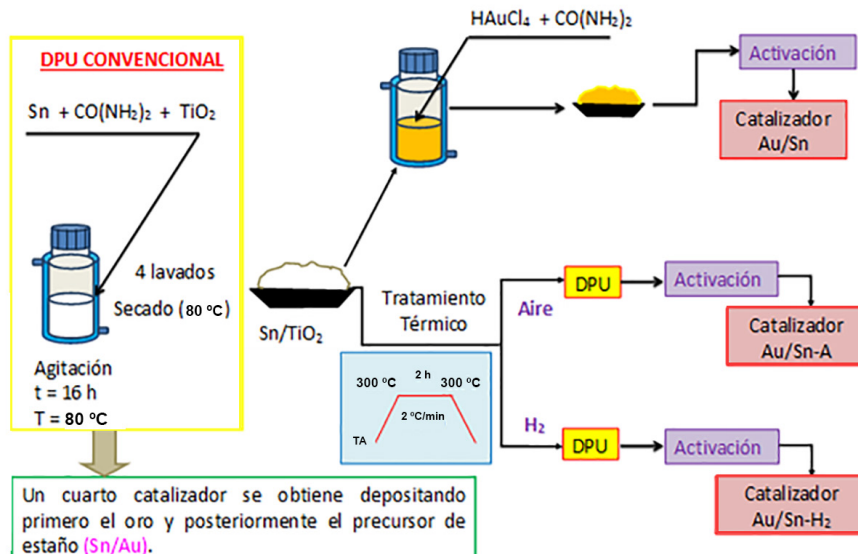 DPU CONVENCIONAL
Sn + CO(NH₂)₂ + TiO₂
4 lavados
Secado (80 ºC)
Agitación
t = 16 h
T = 80 ºC
HAuCl₄ + CO(NH₂)₂
Activación
Catalizador
Au/Sn
Sn/TiO₂
Tratamiento
Térmico
300 ºC
2 h
300 ºC
2 ºC/min
TA
Aire
DPU
Activación
Catalizador
Au/Sn-A
H₂
DPU
Activación
Catalizador
Au/Sn-H₂
Un cuarto catalizador se obtiene depositando
primero el oro y posteriormente el precursor de
estaño (Sn/Au).